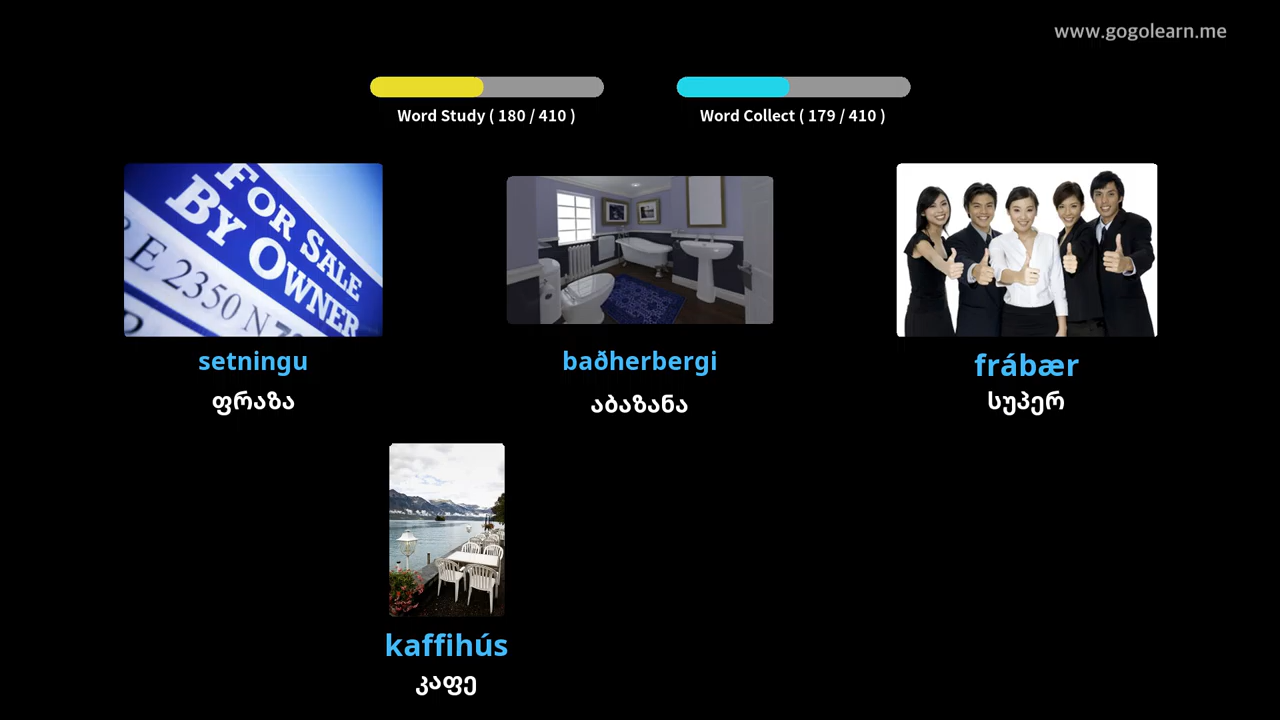 www.gogolearn.me
Word Study ( 180 / 410 )
Word Collect ( 179 / 410 )
FOR SALE
BY OWNER
E 2350 N
setningu
ფრაზა
baðherbergi
აბაზანა
frábær
სუპერ
kaffihús
კაფე